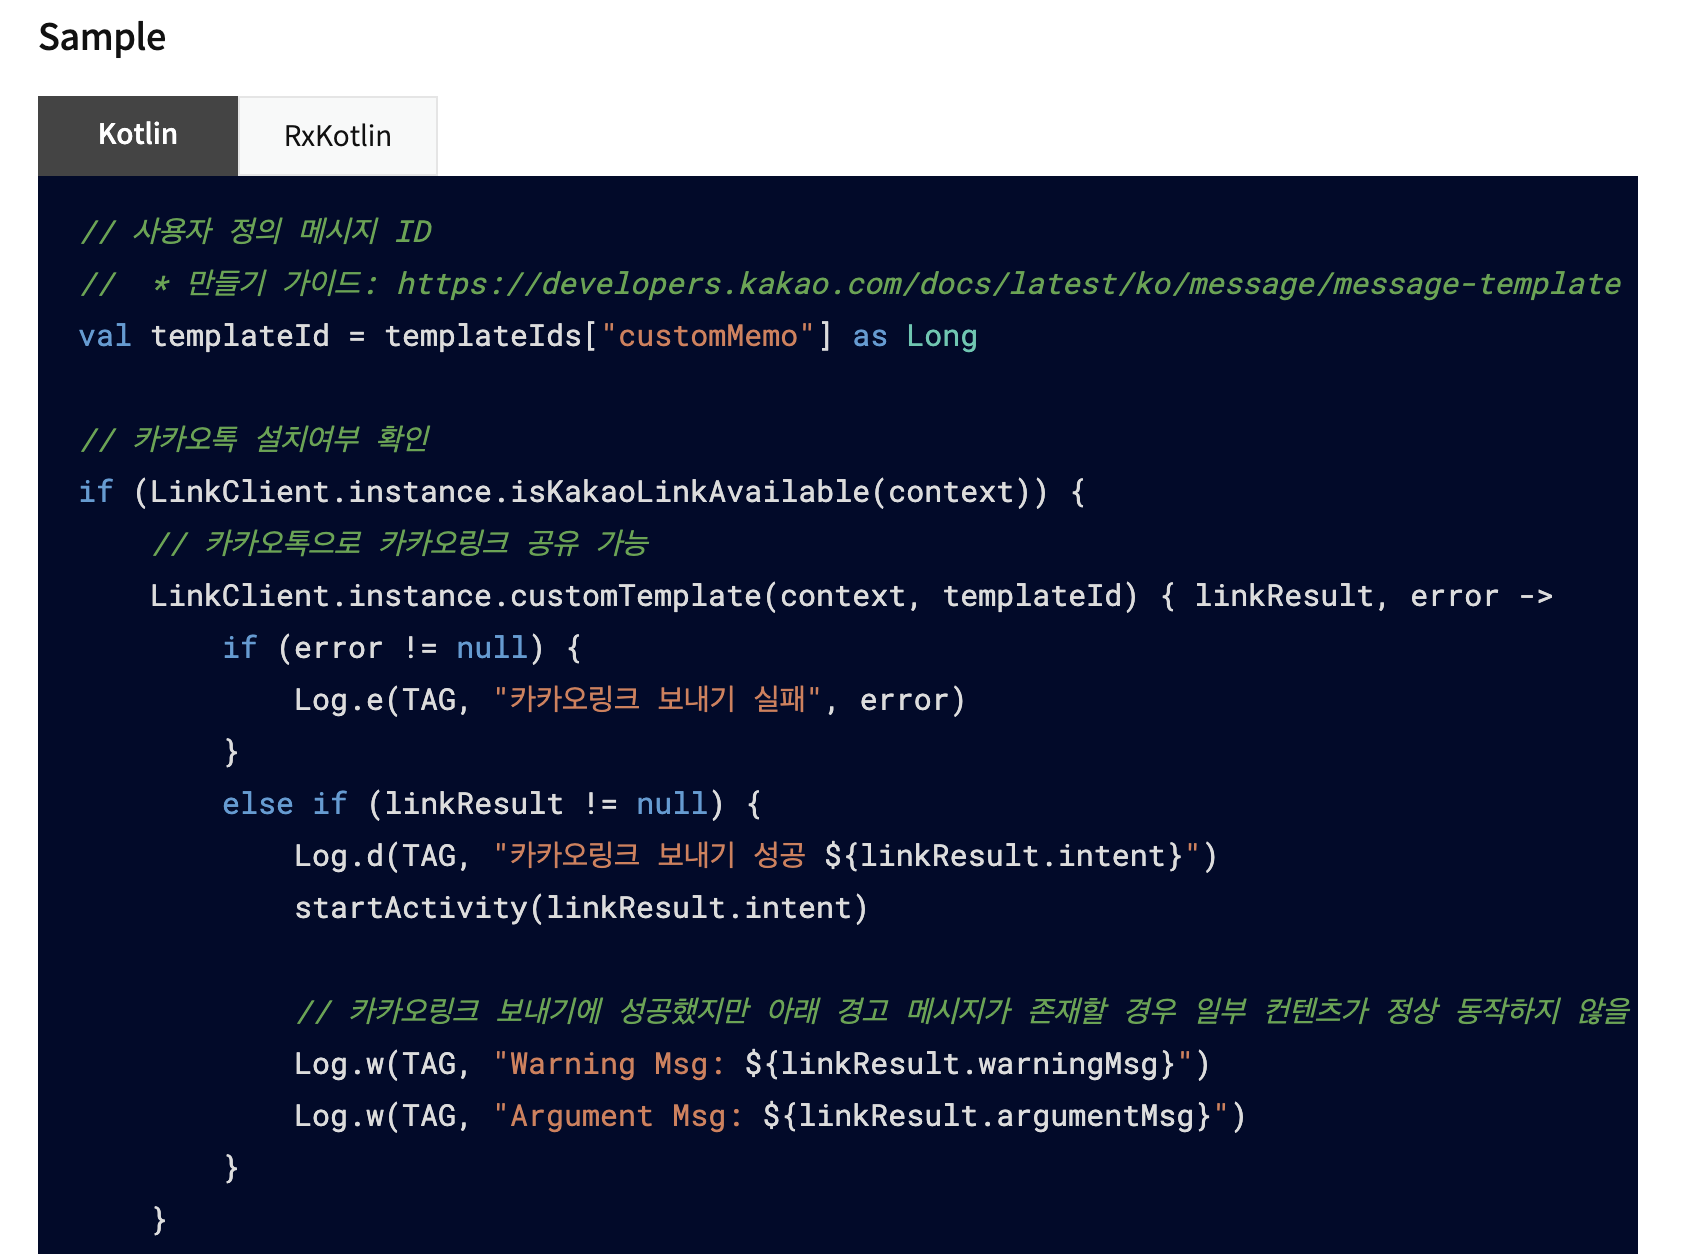 Sample
Kotlin
RxKotlin
// 사용자 정의 메시지 ID
//  * 만들기 가이드: https://developers.kakao.com/docs/latest/ko/message/message-template
val templateId = templateIds["customMemo"] as Long

// 카카오톡 설치여부 확인
if (LinkClient.instance.isKakaoLinkAvailable(context)) {
    // 카카오톡으로 카카오링크 공유 가능
    LinkClient.instance.customTemplate(context, templateId) { linkResult, error ->
        if (error != null) {
            Log.e(TAG, "카카오링크 보내기 실패", error)
        }
        else if (linkResult != null) {
            Log.d(TAG, "카카오링크 보내기 성공 ${linkResult.intent}")
            startActivity(linkResult.intent)

            // 카카오링크 보내기에 성공했지만 아래 경고 메시지가 존재할 경우 일부 컨텐츠가 정상 동작하지 않을
            Log.w(TAG, "Warning Msg: ${linkResult.warningMsg}")
            Log.w(TAG, "Argument Msg: ${linkResult.argumentMsg}")
        }
    }